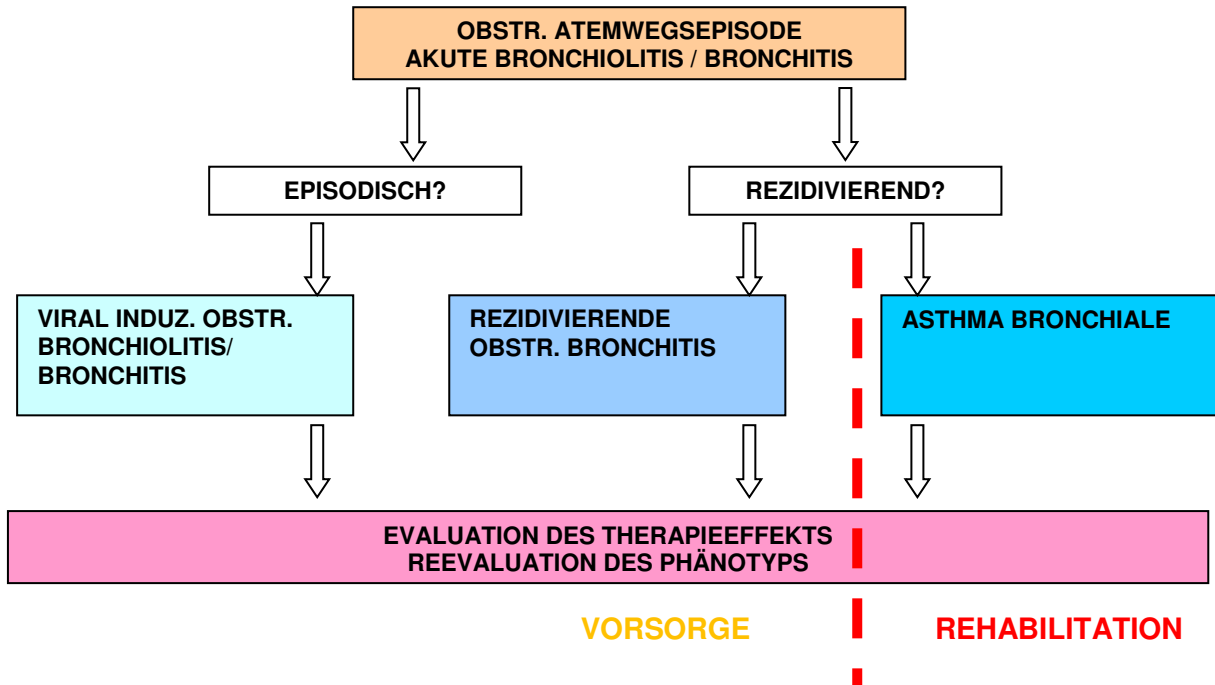 OBSTR. ATEMWEGSEPISODE
AKUTE BRONCHIOLITIS / BRONCHITIS
EPISODISCH?
REZIDIVIEREND?
VIRAL INDUZ. OBSTR.
BRONCHIOLITIS/
BRONCHITIS
REZIDIVIERENDE
OBSTR. BRONCHITIS
ASTHMA BRONCHIALE
EVALUATION DES THERAPIEEFFEKTS
REEVALUATION DES PHÄNOTYPS
VORSORGE
REHABILITATION